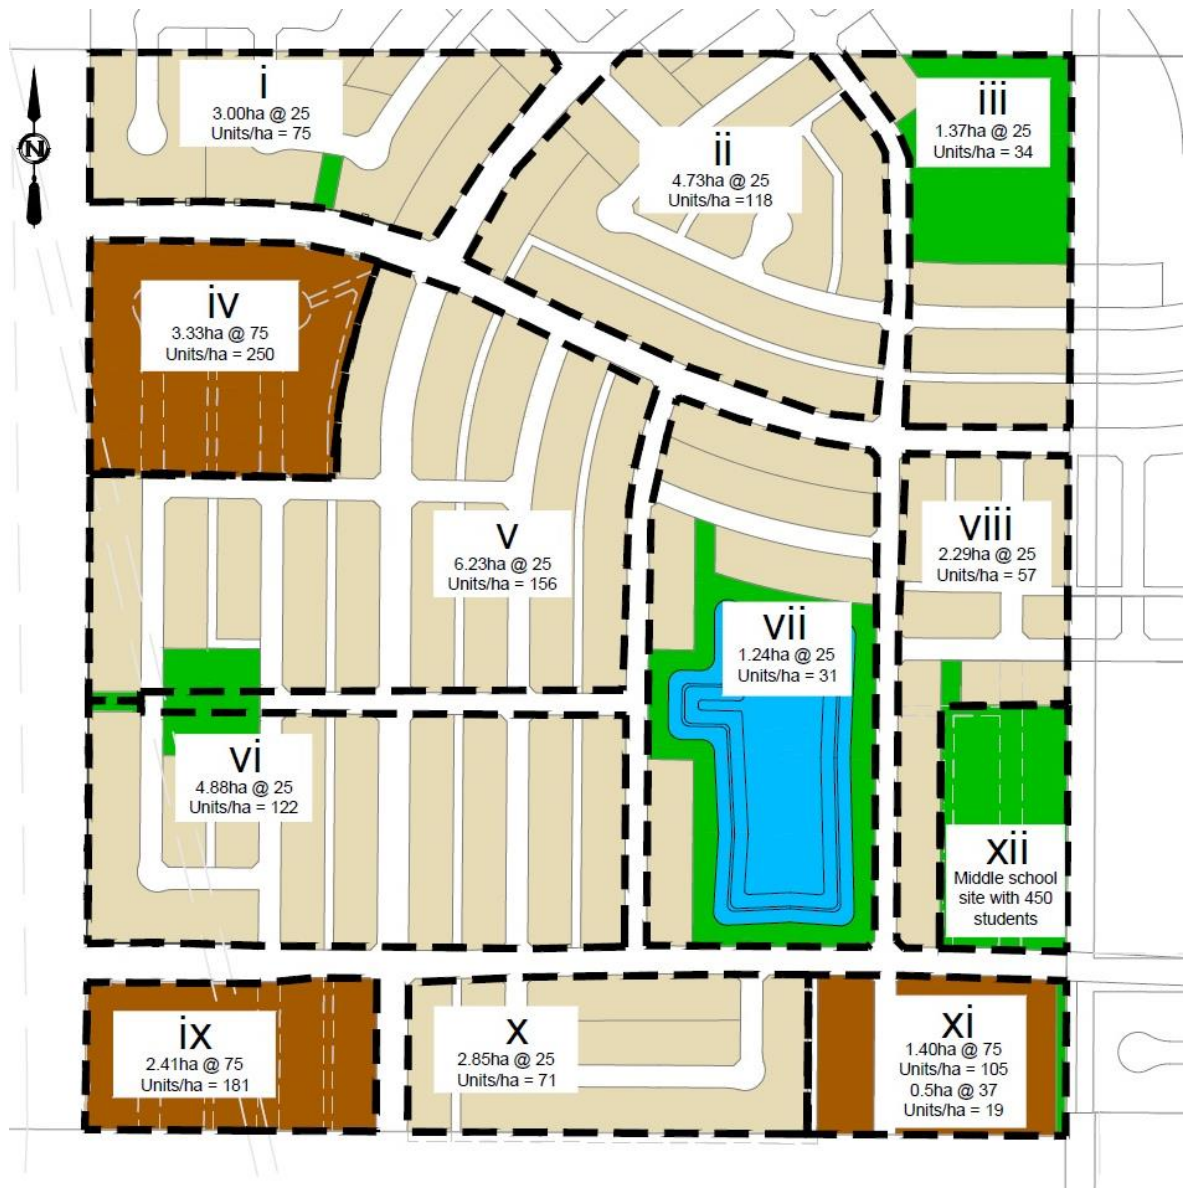 i
3.00ha @ 25
Units/ha = 75
iii
1.37ha @ 25
Units/ha = 34
ii
4.73ha @ 25
Units/ha =118
N
iv
3.33ha @ 75
Units/ha = 250
v
6.23ha @ 25
Units/ha = 156
viii
2.29ha @ 25
Units/ha = 57
vii
1.24ha @ 25
Units/ha = 31
vi
4.88ha @ 25
Units/ha = 122
xii
Middle school
site with 450
students
ix
2.41ha @ 75
Units/ha = 181
x
2.85ha @ 25
Units/ha = 71
xi
1.40ha @ 75
Units/ha = 105
0.5ha @ 37
Units/ha = 19